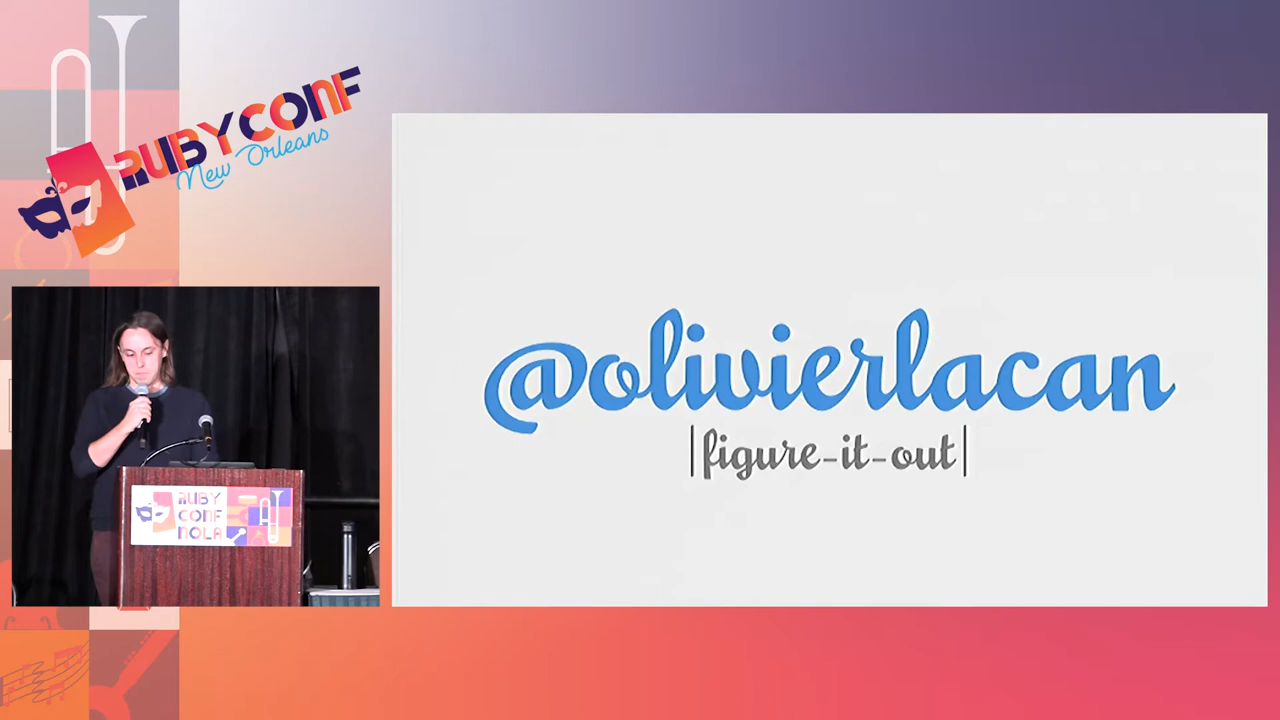 RUBYCONF
New Orleans
@olivierlacan
|figure-it-out|
RUBY
CONF
NOLA